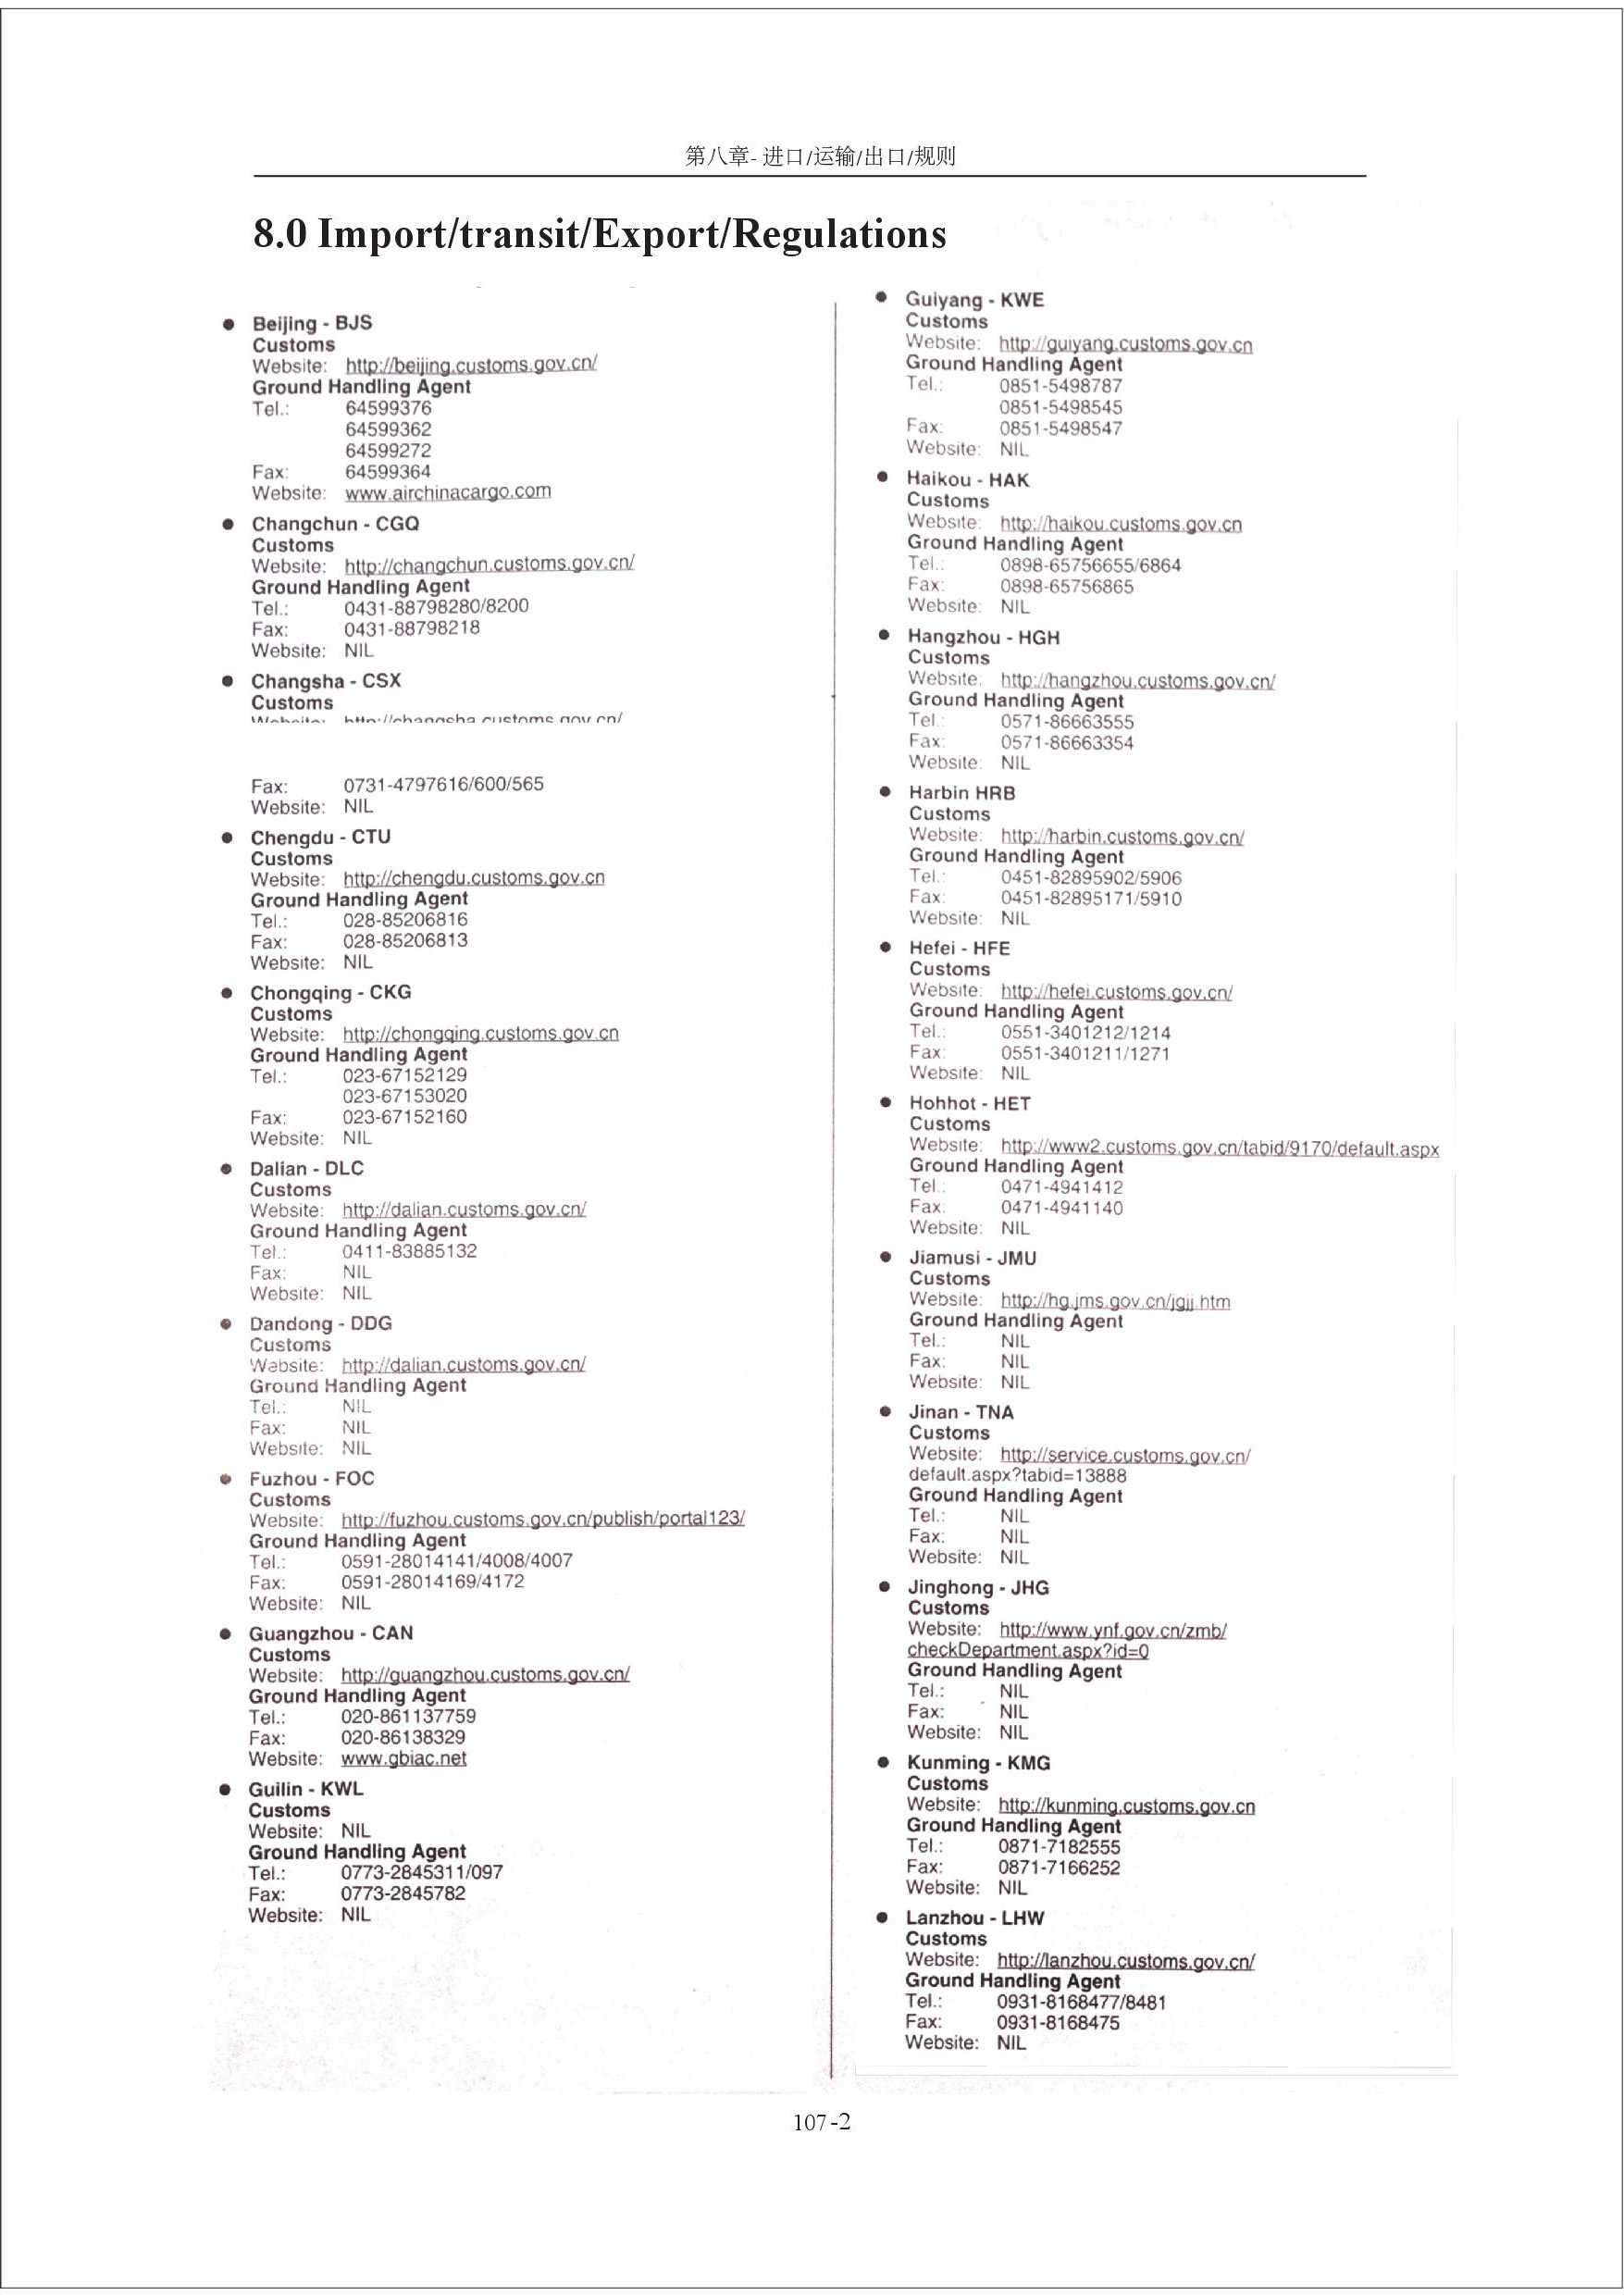 第八章- 进口/运输/出口/规则
8.0 Import/transit/Export/Regulations
● Beijing - BJS
Customs
Website: http://beijing.customs.gov.cn/
Ground Handling Agent
Tel.: 64599376
64599362
64599272
Fax: 64599364
Website: www.airchinacargo.com
● Changchun - CGQ
Customs
Website: http://changchun.customs.gov.cn/
Ground Handling Agent
Tel.: 0431-88798280/8200
Fax: 0431-88798218
Website: NIL
● Changsha - CSX
Customs
Website: http://changsha.customs.gov.cn/
Fax: 0731-4797616/600/565
Website: NIL
● Chengdu - CTU
Customs
Website: http://chengdu.customs.gov.cn
Ground Handling Agent
Tel.: 028-85206816
Fax: 028-85206813
Website: NIL
● Chongqing - CKG
Customs
Website: http://chongqing.customs.gov.cn
Ground Handling Agent
Tel.: 023-67152129
023-67153020
Fax: 023-67152160
Website: NIL
● Dalian - DLC
Customs
Website: http://dalian.customs.gov.cn/
Ground Handling Agent
Tel.: 0411-83885132
Fax: NIL
Website: NIL
● Dandong - DDG
Customs
Website: http://dalian.customs.gov.cn/
Ground Handling Agent
Tel.: NIL
Fax: NIL
Website: NIL
● Fuzhou - FOC
Customs
Website: http://fuzhou.customs.gov.cn/publish/portal123/
Ground Handling Agent
Tel.: 0591-28014141/4008/4007
Fax: 0591-28014169/4172
Website: NIL
● Guangzhou - CAN
Customs
Website: http://guangzhou.customs.gov.cn/
Ground Handling Agent
Tel.: 020-861137759
Fax: 020-86138329
Website: www.gbiac.net
● Guilin - KWL
Customs
Website: NIL
Ground Handling Agent
Tel.: 0773-2845311/097
Fax: 0773-2845782
Website: NIL
● Guiyang - KWE
Customs
Website: http://guiyang.customs.gov.cn
Ground Handling Agent
Tel.: 0851-5498787
0851-5498545
Fax: 0851-5498547
Website: NIL
● Haikou - HAK
Customs
Website: http://haikou.customs.gov.cn
Ground Handling Agent
Tel.: 0898-65756655/6864
Fax: 0898-65756865
Website: NIL
● Hangzhou - HGH
Customs
Website: http://hangzhou.customs.gov.cn/
Ground Handling Agent
Tel.: 0571-86663555
Fax: 0571-86663354
Website: NIL
● Harbin HRB
Customs
Website: http://harbin.customs.gov.cn/
Ground Handling Agent
Tel.: 0451-82895902/5906
Fax: 0451-82895171/5910
Website: NIL
● Hefei - HFE
Customs
Website: http://hefei.customs.gov.cn/
Ground Handling Agent
Tel.: 0551-3401212/1214
Fax: 0551-3401211/1271
Website: NIL
● Hohhot - HET
Customs
Website: http://www2.customs.gov.cn/tabid/9170/default.aspx
Ground Handling Agent
Tel.: 0471-4941412
Fax: 0471-4941140
Website: NIL
● Jiamusi - JMU
Customs
Website: http://hg.jms.gov.cn/jgjj.htm
Ground Handling Agent
Tel.: NIL
Fax: NIL
Website: NIL
● Jinan - TNA
Customs
Website: http://service.customs.gov.cn/
default.aspx?tabid=13888
Ground Handling Agent
Tel.: NIL
Fax: NIL
Website: NIL
● Jinghong - JHG
Customs
Website: http://www.ynf.gov.cn/zmb/
checkDepartment.aspx?id=0
Ground Handling Agent
Tel.: NIL
Fax: NIL
Website: NIL
● Kunming - KMG
Customs
Website: http://kunming.customs.gov.cn
Ground Handling Agent
Tel.: 0871-7182555
Fax: 0871-7166252
Website: NIL
● Lanzhou - LHW
Customs
Website: http://lanzhou.customs.gov.cn/
Ground Handling Agent
Tel.: 0931-8168477/8481
Fax: 0931-8168475
Website: NIL
107-2